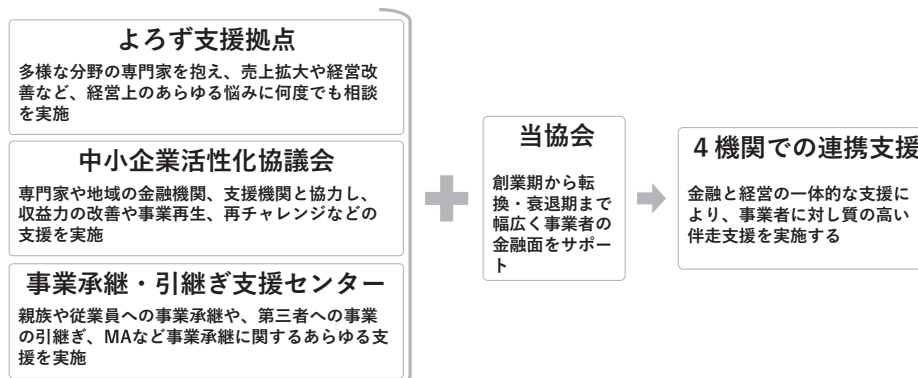 よろず支援拠点
多様な分野の専門家を抱え、売上拡大や経営改
善など、経営上のあらゆる悩みに何度でも相談
を実施
中小企業活性化協議会
専門家や地域の金融機関、支援機関と協力し、
収益力の改善や事業再生、再チャレンジなどの
支援を実施
事業承継・引継ぎ支援センター
親族や従業員への事業承継や、第三者への事業
の引継ぎ、MAなど事業承継に関するあらゆる支
援を実施
当協会
創業期から転
換・衰退期まで
幅広く事業者の
金融面をサポー
ト
４機関での連携支援
金融と経営の一体的な支援に
より、事業者に対し質の高い
伴走支援を実施する